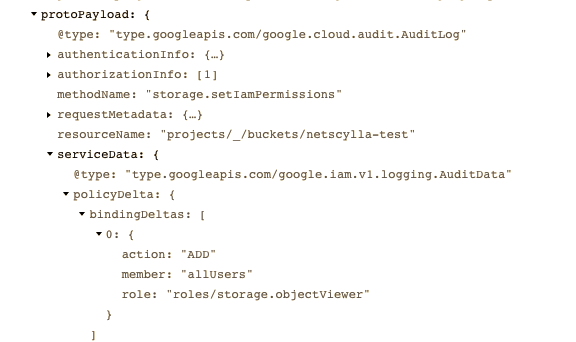 protoPayload: {
@type: "type.googleapis.com/google.cloud.audit.AuditLog"
authenticationInfo: {…}
authorizationInfo: [1]
methodName: "storage.setIamPermissions"
requestMetadata: {…}
resourceName: "projects/_/buckets/netscylla-test"
serviceData: {
@type: "type.googleapis.com/google.iam.v1.logging.AuditData"
policyDelta: {
bindingDeltas: [
0: {
action: "ADD"
member: "allUsers"
role: "roles/storage.objectViewer"
}
]